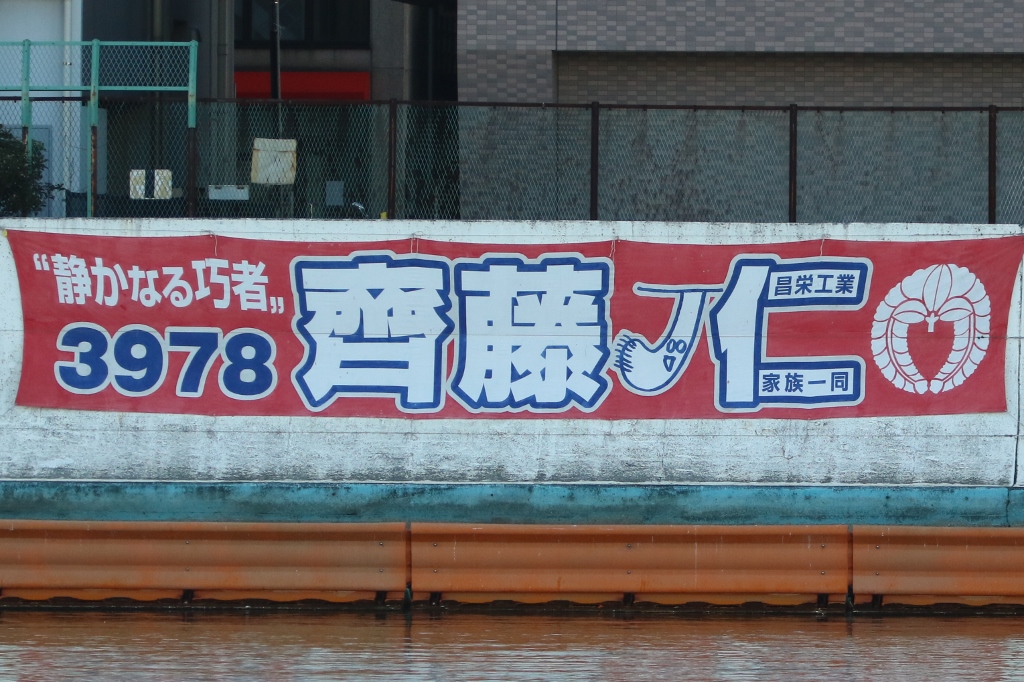 “静かなる巧者„
3978
齊藤仁
昌栄工業
家族一同